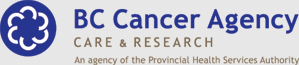 BC Cancer Agency
CARE & RESEARCH
An agency of the Provincial Health Services Authority